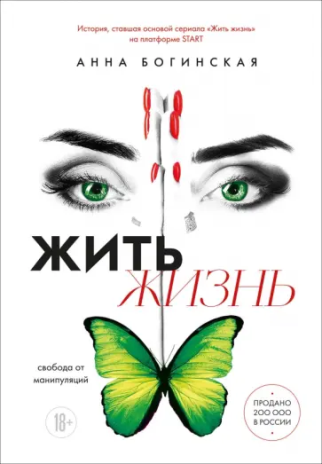 История, ставшая основой сериала «Жить жизнь»
на платформе START
АННА БОГИНСКАЯ
ЖИТЬ
ЖИЗНЬ
свобода от
манипуляций
18+
ПРОДАНО
200 000
В РОССИИ